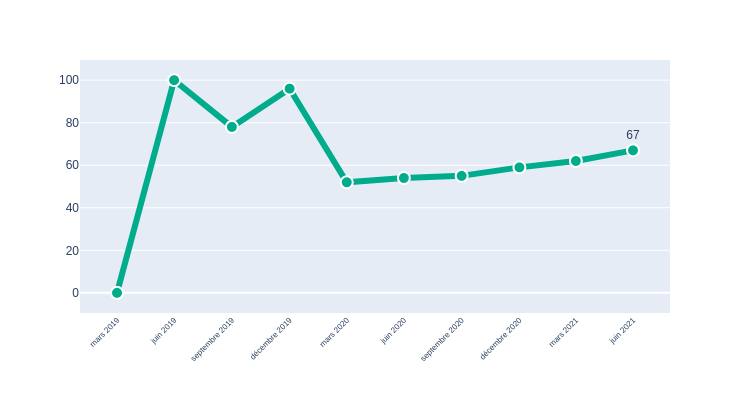 100
80
60
40
20
0
67
mars 2019
juin 2019
septembre 2019
décembre 2019
mars 2020
juin 2020
septembre 2020
décembre 2020
mars 2021
juin 2021